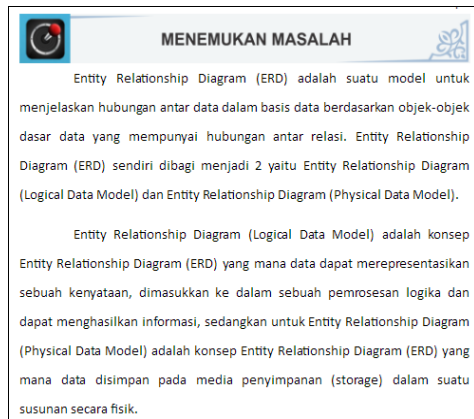 MENEMUKAN MASALAH
Entity Relationship Diagram (ERD) adalah suatu model untuk
menjelaskan hubungan antar data dalam basis data berdasarkan objek-objek
dasar data yang mempunyai hubungan antar relasi. Entity Relationship
Diagram (ERD) sendiri dibagi menjadi 2 yaitu Entity Relationship Diagram
(Logical Data Model) dan Entity Relationship Diagram (Physical Data Model).
Entity Relationship Diagram (Logical Data Model) adalah konsep
Entity Relationship Diagram (ERD) yang mana data dapat merepresentasikan
sebuah kenyataan, dimasukkan ke dalam sebuah pemrosesan logika dan
dapat menghasilkan informasi, sedangkan untuk Entity Relationship Diagram
(Physical Data Model) adalah konsep Entity Relationship Diagram (ERD) yang
mana data disimpan pada media penyimpanan (storage) dalam suatu
susunan secara fisik.